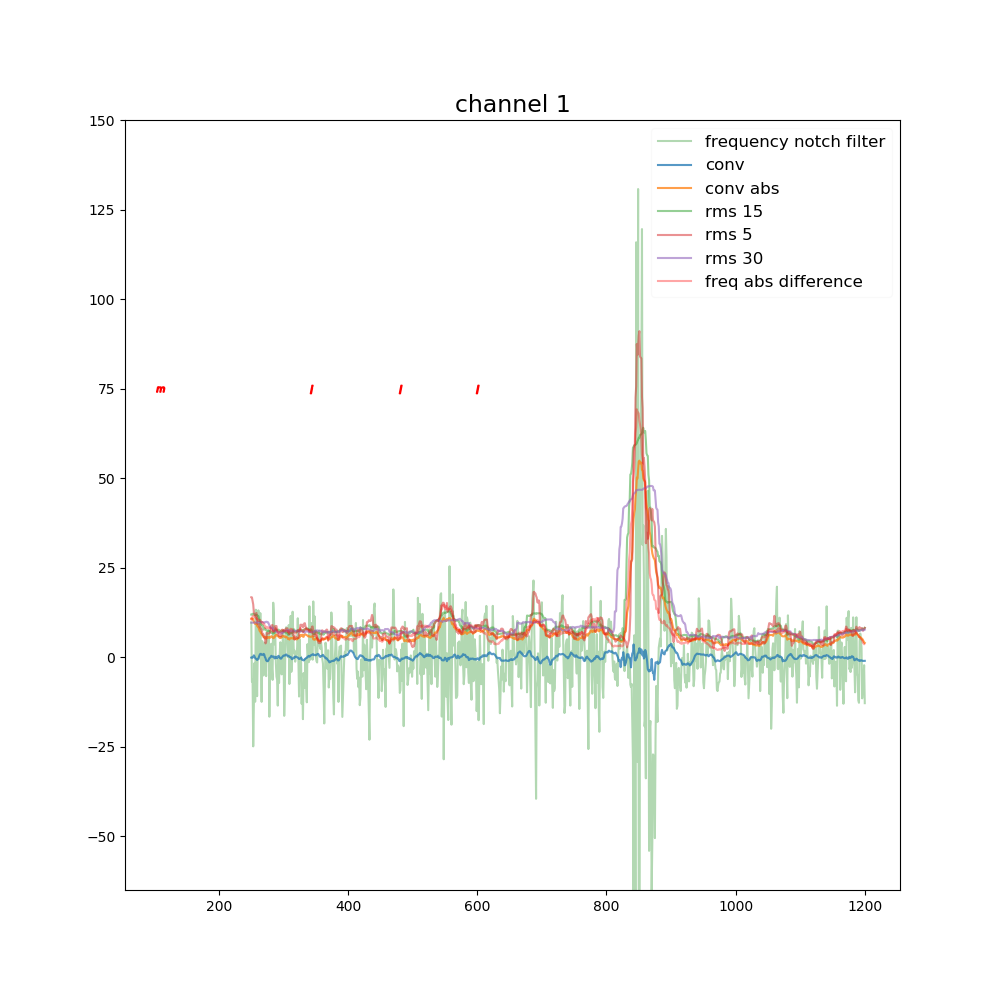 channel 1
150
125
100
75
50
25
0
−25
−50
frequency notch filter
conv
conv abs
rms 15
rms 5
rms 30
freq abs difference
m l l l
200 400 600 800 1000 1200